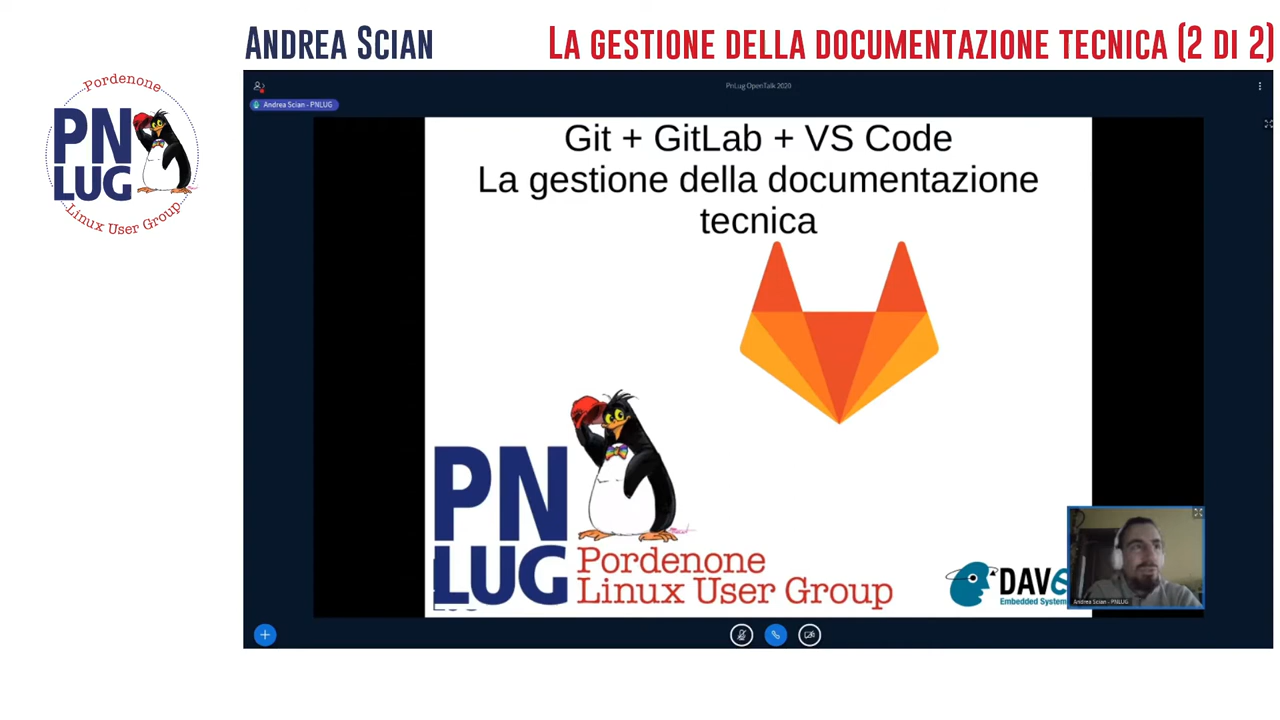 ANDREA SCIAN
LA GESTIONE DELLA DOCUMENTAZIONE TECNICA (2 DI 2)
Pordenone
PN
LUG
Linux User Group
PnLug OpenTalk 2020
Andrea Scian - PNLUG
Git + GitLab + VS Code
La gestione della documentazione
tecnica
PN
LUG
Pordenone
Linux User Group
DAVE
Embedded System
Andrea Scian - PNLUG